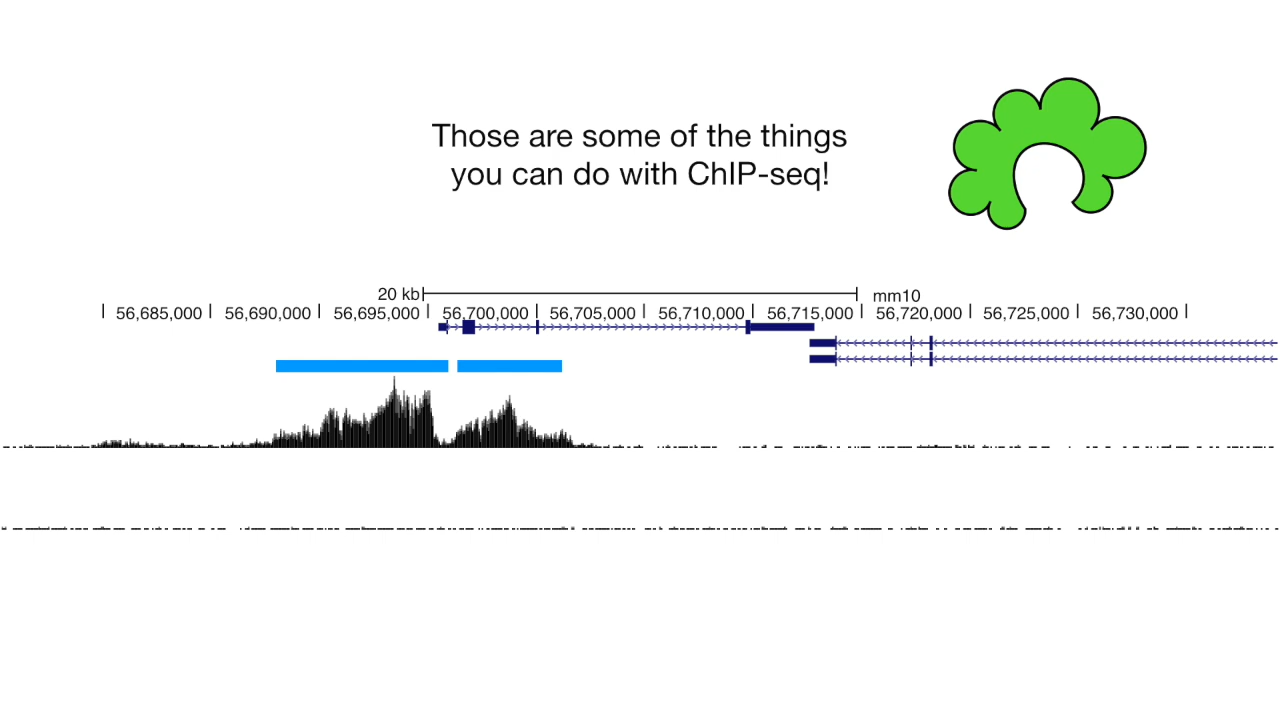 Those are some of the things
you can do with ChIP-seq!
20 kb mm10
56,685,000 56,690,000 56,695,000 56,700,000 56,705,000 56,710,000 56,715,000 56,720,000 56,725,000 56,730,000